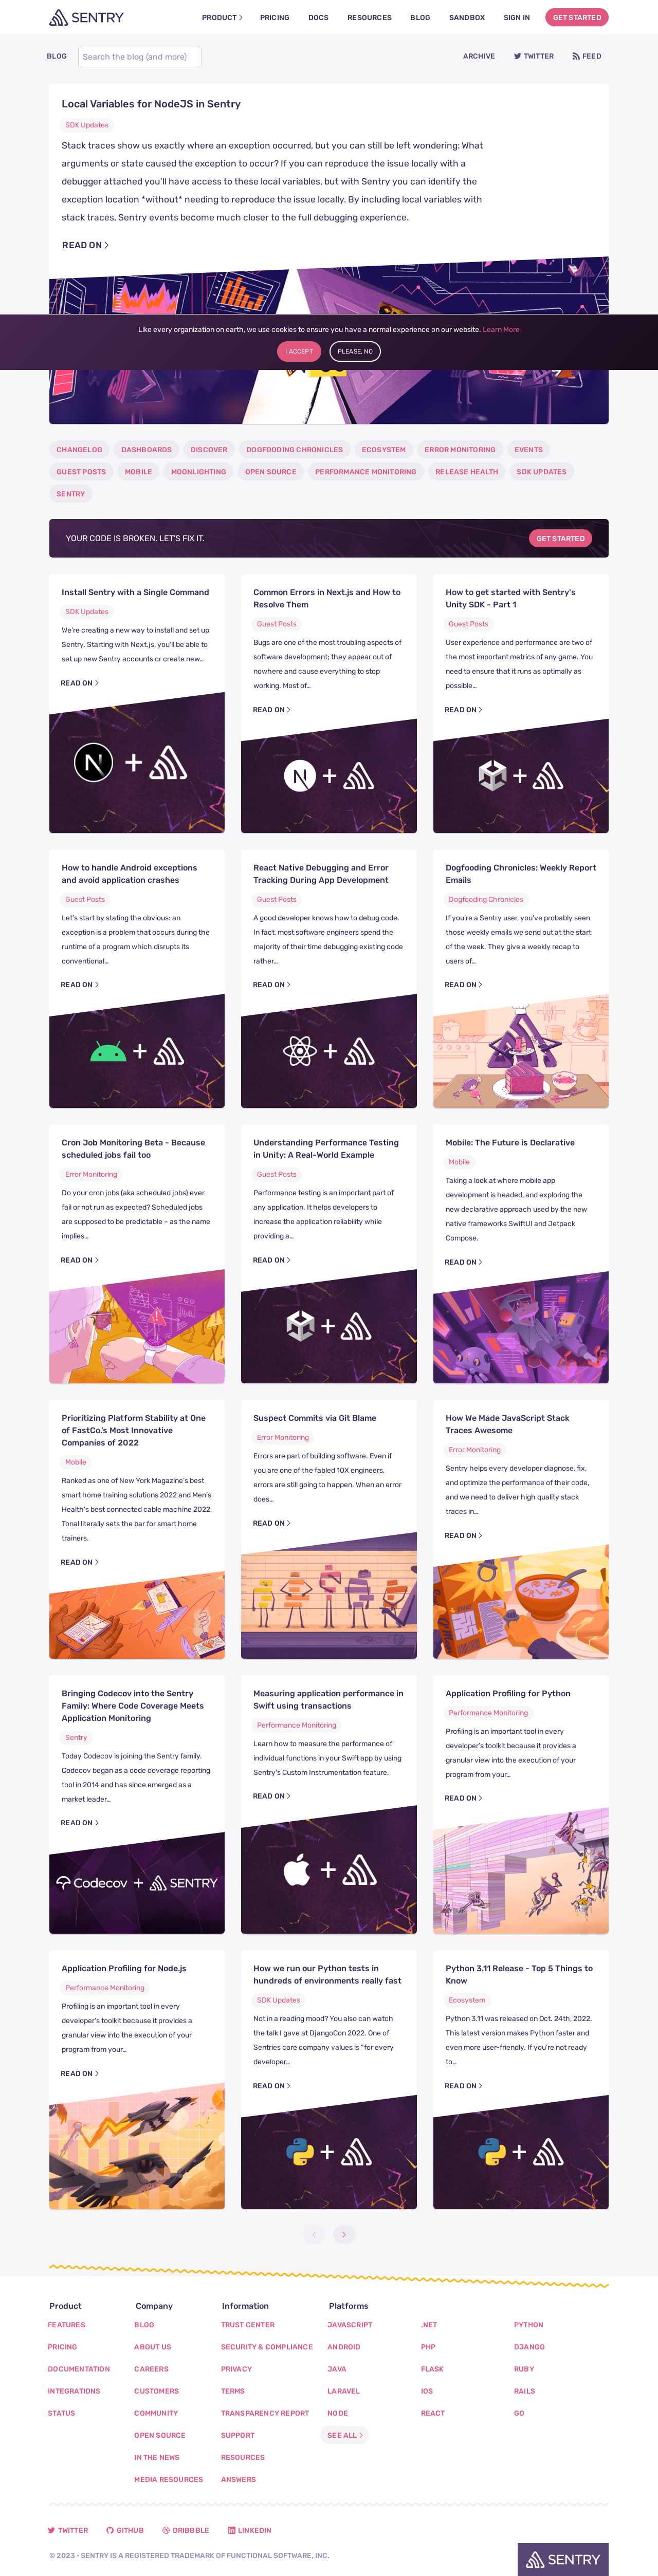 SENTRY
PRODUCT PRICING DOCS RESOURCES BLOG SANDBOX SIGN IN GET STARTED
BLOG Search the blog (and more) ARCHIVE TWITTER FEED
Local Variables for NodeJS in Sentry
SDK Updates
Stack traces show us exactly where an exception occurred, but you can still be left wondering: What
arguments or state caused the exception to occur? If you can reproduce the issue locally with a
debugger attached you'll have access to these local variables, but with Sentry you can identify the
exception location *without* needing to reproduce the issue locally. By including local variables with
stack traces, Sentry events become much closer to the full debugging experience.
READ ON
Like every organization on earth, we use cookies to ensure you have a normal experience on our website. Learn More
I ACCEPT PLEASE, NO
CHANGELOG DASHBOARDS DISCOVER DOGFOODING CHRONICLES ECOSYSTEM ERROR MONITORING EVENTS
GUEST POSTS MOBILE MOONLIGHTING OPEN SOURCE PERFORMANCE MONITORING RELEASE HEALTH SDK UPDATES
SENTRY
YOUR CODE IS BROKEN. LET'S FIX IT. GET STARTED
Install Sentry with a Single Command
SDK Updates
We're creating a new way to install and set up
Sentry. Starting with Next.js, you'll be able to
set up new Sentry accounts or create new…
READ ON
Common Errors in Next.js and How to
Resolve Them
Guest Posts
Bugs are one of the most troubling aspects of
software development; they appear out of
nowhere and cause everything to stop
working. Most of…
READ ON
How to get started with Sentry's
Unity SDK - Part 1
Guest Posts
User experience and performance are two of
the most important metrics of any game. You
need to ensure that it runs as optimally as
possible…
READ ON
How to handle Android exceptions
and avoid application crashes
Guest Posts
Let's start by stating the obvious: an
exception is a problem that occurs during the
runtime of a program which disrupts its
conventional…
READ ON
React Native Debugging and Error
Tracking During App Development
Guest Posts
A good developer knows how to debug code.
In fact, most software engineers spend the
majority of their time debugging existing code
rather…
READ ON
Dogfooding Chronicles: Weekly Report
Emails
Dogfooding Chronicles
If you're a Sentry user, you've probably seen
those weekly emails we send out at the start
of the week. They give a weekly recap to
users of…
READ ON
Cron Job Monitoring Beta - Because
scheduled jobs fail too
Error Monitoring
Do your cron jobs (aka scheduled jobs) ever
fail or not run as expected? Scheduled jobs
are supposed to be predictable – as the name
implies…
READ ON
Understanding Performance Testing
in Unity: A Real-World Example
Guest Posts
Performance testing is an important part of
any application. It helps developers to
increase the application reliability while
providing a…
READ ON
Mobile: The Future is Declarative
Mobile
Taking a look at where mobile app
development is headed, and exploring the
new declarative approach used by the new
native frameworks SwiftUI and Jetpack
Compose.
READ ON
Prioritizing Platform Stability at One
of FastCo.'s Most Innovative
Companies of 2022
Mobile
Ranked as one of New York Magazine's best
smart home training solutions 2022 and Men's
Health's best connected cable machine 2022,
Tonal literally sets the bar for smart home
trainers.
READ ON
Suspect Commits via Git Blame
Error Monitoring
Errors are part of building software. Even if
you are one of the fabled 10X engineers,
errors are still going to happen. When an error
does…
READ ON
How We Made JavaScript Stack
Traces Awesome
Error Monitoring
Sentry helps every developer diagnose, fix,
and optimize the performance of their code,
and we need to deliver high quality stack
traces in…
READ ON
Bringing Codecov into the Sentry
Family: Where Code Coverage Meets
Application Monitoring
Sentry
Today Codecov is joining the Sentry family.
Codecov began as a code coverage reporting
tool in 2014 and has since emerged as a
market leader…
READ ON
Codecov + SENTRY
Measuring application performance in
Swift using transactions
Performance Monitoring
Learn how to measure the performance of
individual functions in your Swift app by using
Sentry's Custom Instrumentation feature.
READ ON
Application Profiling for Python
Performance Monitoring
Profiling is an important tool in every
developer's toolkit because it provides a
granular view into the execution of your
program from your…
READ ON
Application Profiling for Node.js
Performance Monitoring
Profiling is an important tool in every
developer's toolkit because it provides a
granular view into the execution of your
program from your…
READ ON
How we run our Python tests in
hundreds of environments really fast
SDK Updates
Not in a reading mood? You also can watch
the talk I gave at DjangoCon 2022. One of
Sentries core company values is "for every
developer…
READ ON
Python 3.11 Release - Top 5 Things to
Know
Ecosystem
Python 3.11 was released on Oct. 24th, 2022.
This latest version makes Python faster and
even more user-friendly. If you're not ready
to…
READ ON
Product
FEATURES
PRICING
DOCUMENTATION
INTEGRATIONS
STATUS
Company
BLOG
ABOUT US
CAREERS
CUSTOMERS
COMMUNITY
OPEN SOURCE
IN THE NEWS
MEDIA RESOURCES
Information
TRUST CENTER
SECURITY & COMPLIANCE
PRIVACY
TERMS
TRANSPARENCY REPORT
SUPPORT
RESOURCES
ANSWERS
Platforms
JAVASCRIPT
ANDROID
JAVA
LARAVEL
NODE
SEE ALL
.NET
PHP
FLASK
IOS
REACT
PYTHON
DJANGO
RUBY
RAILS
GO
TWITTER GITHUB DRIBBBLE LINKEDIN
© 2023 • SENTRY IS A REGISTERED TRADEMARK OF FUNCTIONAL SOFTWARE, INC.
SENTRY